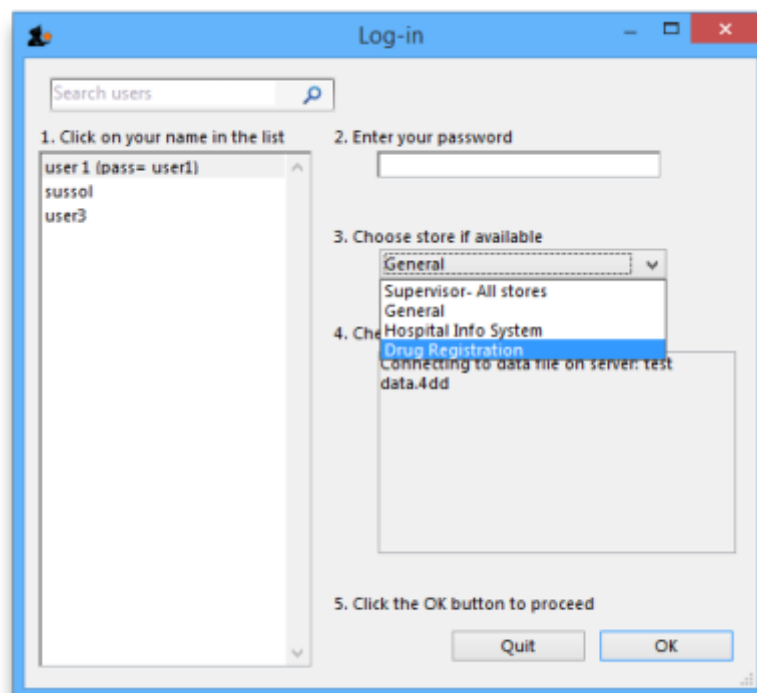 Log-in
Search users
1. Click on your name in the list
user 1 (pass= user1)
sussol
user3
2. Enter your password
3. Choose store if available
General
Supervisor- All stores
General
Hospital Info System
Drug Registration
4. Che
Connecting to data file on server: test
data.4dd
5. Click the OK button to proceed
Quit
OK